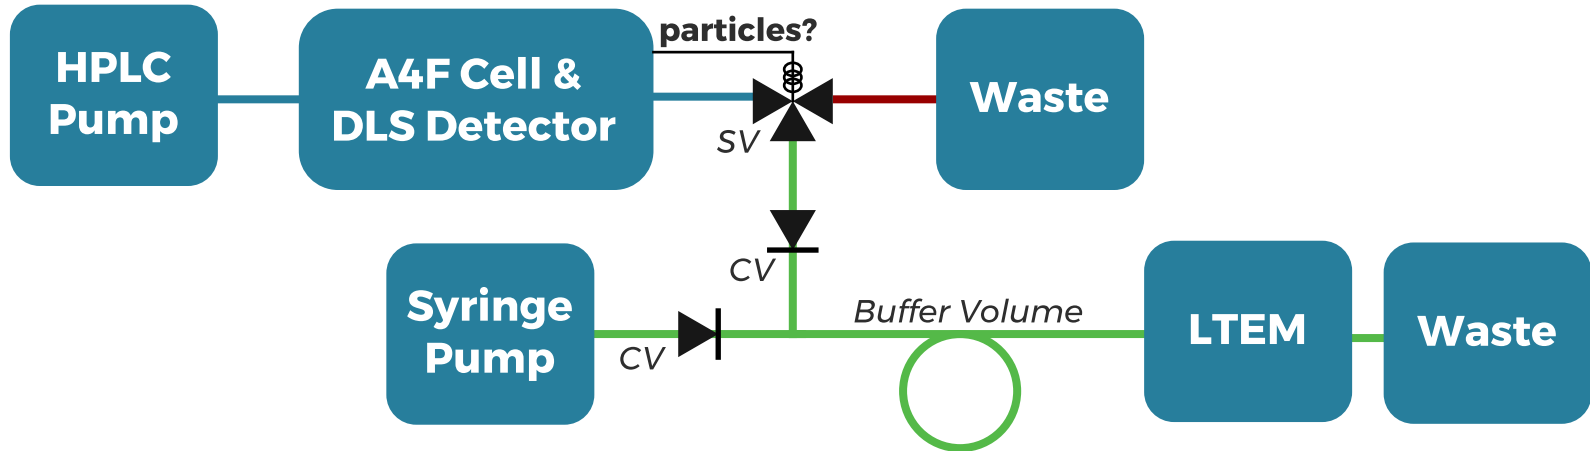 particles?
HPLC
Pump
A4F Cell &
DLS Detector
Waste
SV
CV
Syringe
Pump
CV
Buffer Volume
LTEM
Waste